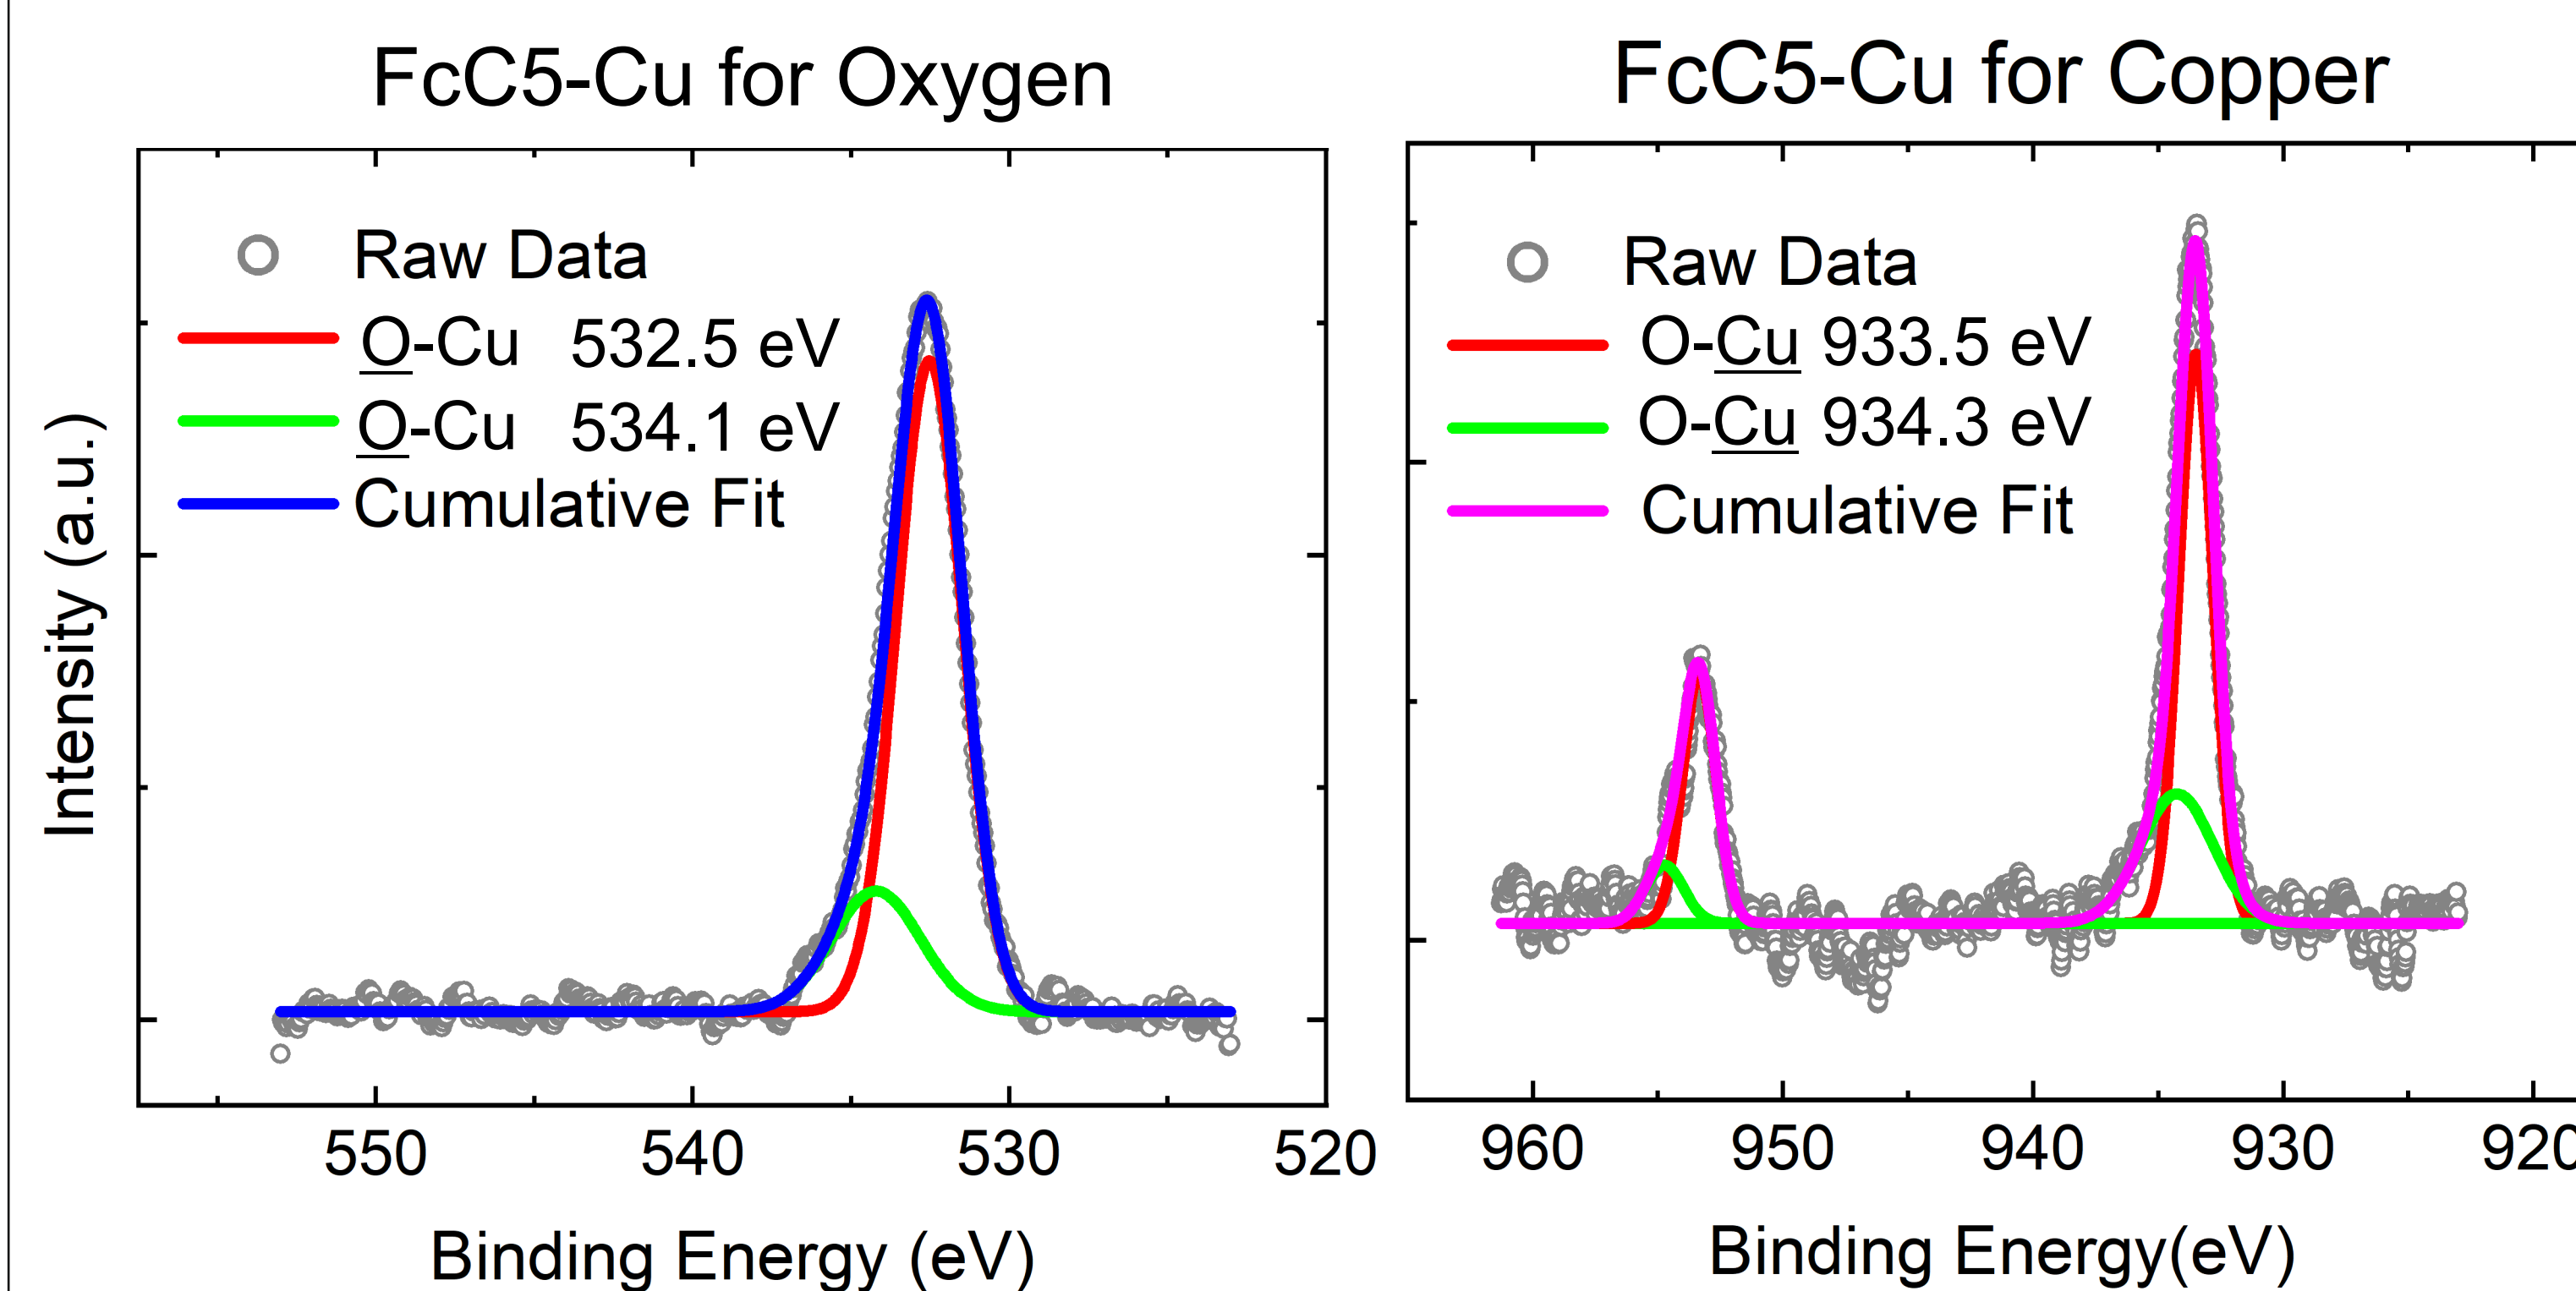 FcC5-Cu for Oxygen
Raw Data
O-Cu 532.5 eV
O-Cu 534.1 eV
Cumulative Fit
Intensity (a.u.)
550 540 530 520
Binding Energy (eV)
FcC5-Cu for Copper
Raw Data
O-Cu 933.5 eV
O-Cu 934.3 eV
Cumulative Fit
960 950 940 930 920
Binding Energy(eV)